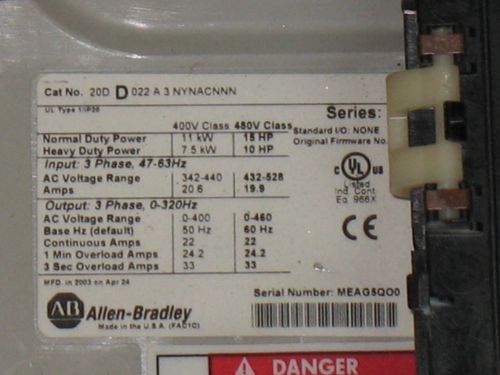 Cat No. 20D D 022 A 3 NYNACNNN
UL Type 1/IP20
Series:
400V Class 480V Class
Standard I/O: NONE
Original Firmware No.
Normal Duty Power 11 kW 15 HP
Heavy Duty Power 7.5 kW 10 HP
Input: 3 Phase, 47-63Hz
AC Voltage Range 342-440 432-528
Amps 20.6 19.9
Output: 3 Phase, 0-320Hz
AC Voltage Range 0-400 0-460
Base Hz (default) 50 Hz 60 Hz
Continuous Amps 22 22
1 Min Overload Amps 24.2 24.2
3 Sec Overload Amps 33 33
C UL US
Listed
Ind. Cont.
Eq. 966X
CE
MFD. in 2003 on Apr 24
Serial Number: MEAG5QO0
AB Allen-Bradley
Made in the U.S.A. (FAC1C)
DANGER